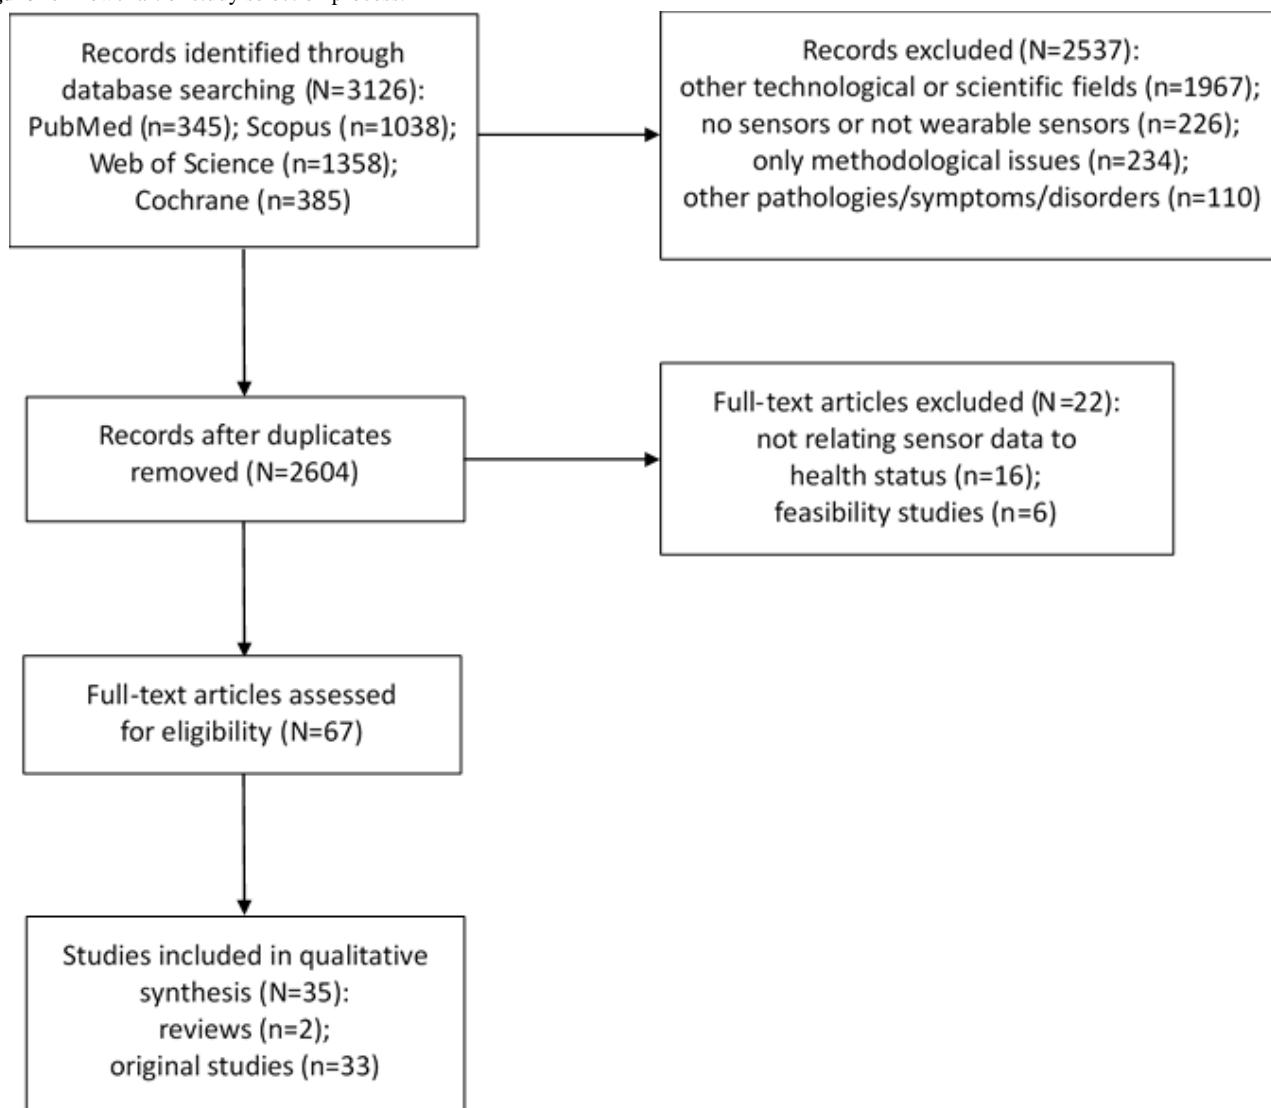 Records identified through
database searching (N=3126):
PubMed (n=345); Scopus (n=1038);
Web of Science (n=1358);
Cochrane (n=385)
Records excluded (N=2537):
other technological or scientific fields (n=1967);
no sensors or not wearable sensors (n=226);
only methodological issues (n=234);
other pathologies/symptoms/disorders (n=110)
Records after duplicates
removed (N=2604)
Full-text articles excluded (N=22):
not relating sensor data to
health status (n=16);
feasibility studies (n=6)
Full-text articles assessed
for eligibility (N=67)
Studies included in qualitative
synthesis (N=35):
reviews (n=2);
original studies (n=33)